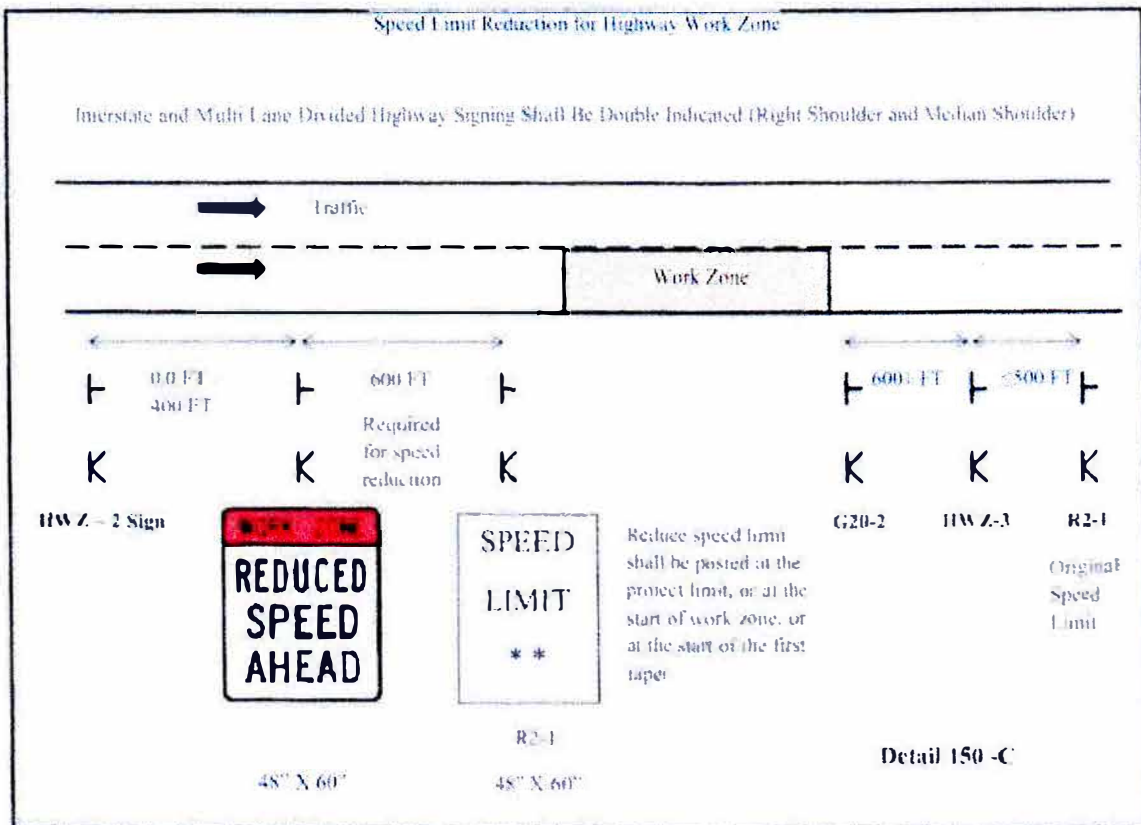 Speed Limit Reduction for Highway Work Zone
Interstate and Multi Lane Divided Highway Signing Shall Be Double Indicated (Right Shoulder and Median Shoulder)
Traffic
Work Zone
600 FT
400 FT
600 FT
500 FT
Required
for speed
reduction
HWZ – 2 Sign
REDUCED
SPEED
AHEAD
48" X 60"
SPEED
LIMIT
* *
R2-1
48" X 60"
Reduce speed limit
shall be posted at the
project limit, or at the
start of work zone, or
at the start of the first
taper
G20-2
HWZ-3
R2-1
Original
Speed
Limit
Detail 150 -C